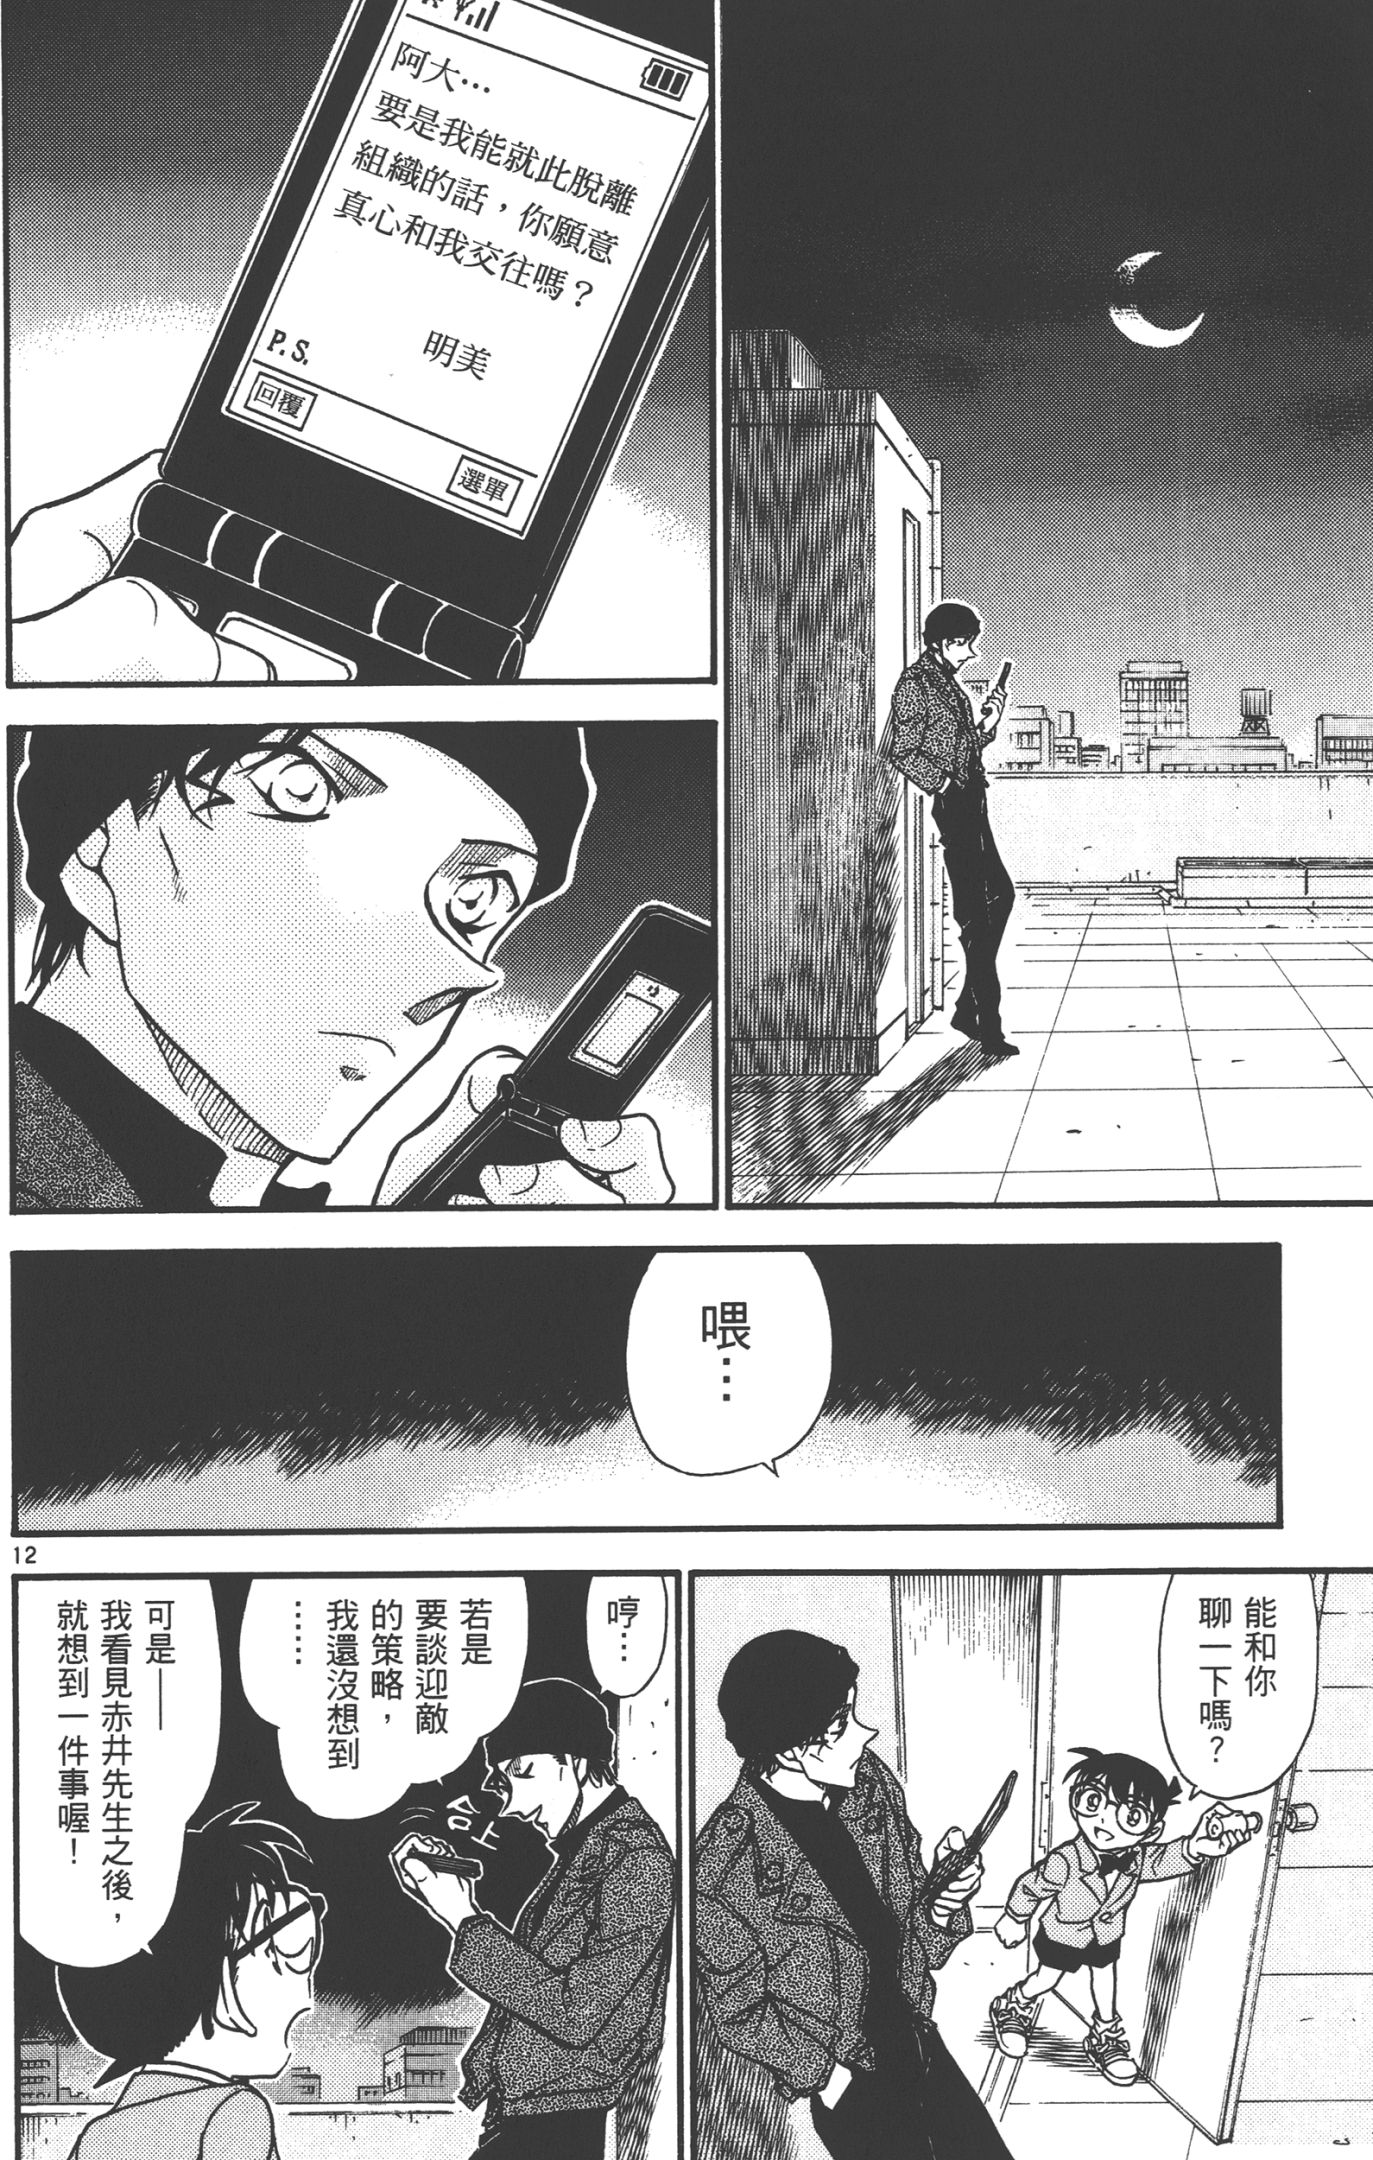 阿大…
要是我能就此脫離
組織的話，你願意
真心和我交往嗎？
明美
P.S.
回覆
選單
喂…
12
能和你
聊一下嗎？
哼…
若是
要談迎敵
的策略，
我還沒想到
……
合上
可是——
我看見赤井先生之後，
就想到一件事喔！